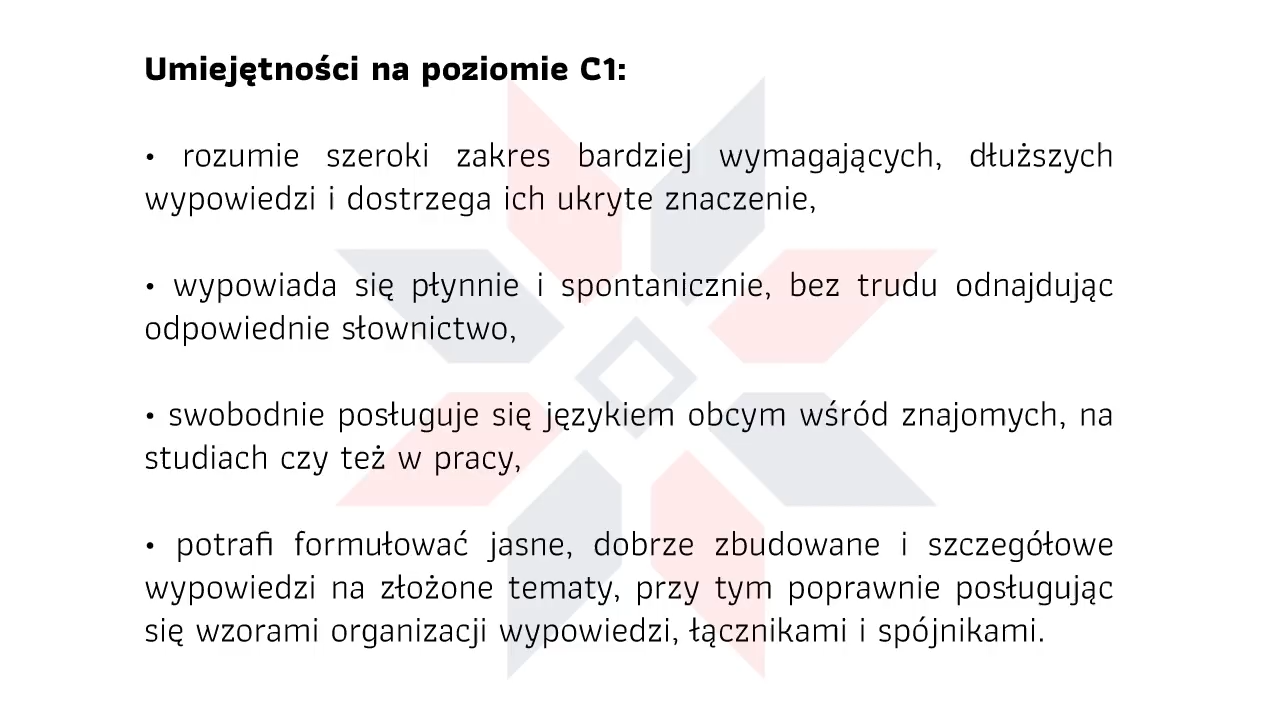 Umiejętności na poziomie C1:
• rozumie szeroki zakres bardziej wymagających, dłuższych
wypowiedzi i dostrzega ich ukryte znaczenie,
• wypowiada się płynnie i spontanicznie, bez trudu odnajdując
odpowiednie słownictwo,
• swobodnie posługuje się językiem obcym wśród znajomych, na
studiach czy też w pracy,
• potrafi formułować jasne, dobrze zbudowane i szczegółowe
wypowiedzi na złożone tematy, przy tym poprawnie posługując
się wzorami organizacji wypowiedzi, łącznikami i spójnikami.